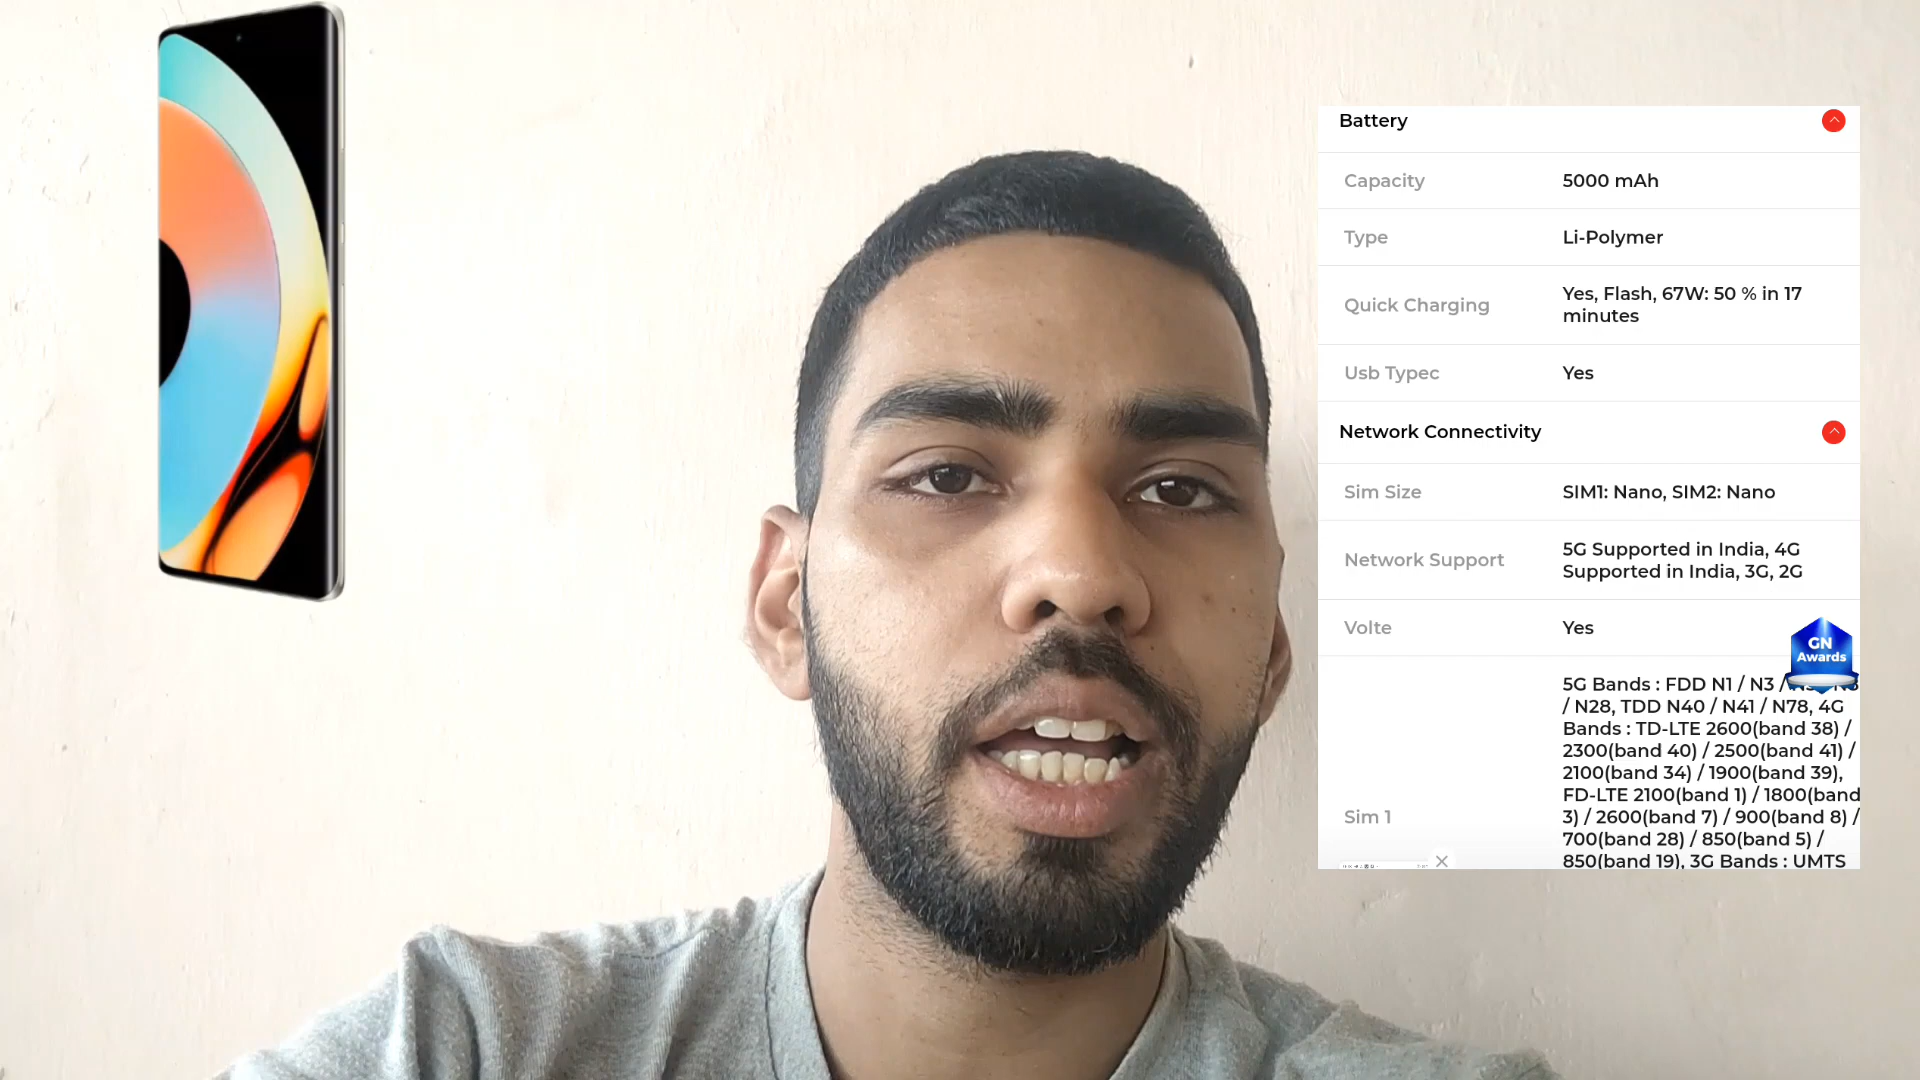 Battery
Capacity 5000 mAh
Type Li-Polymer
Quick Charging Yes, Flash, 67W: 50 % in 17
minutes
Usb Typec Yes
Network Connectivity
Sim Size SIM1: Nano, SIM2: Nano
Network Support 5G Supported in India, 4G
Supported in India, 3G, 2G
Volte Yes
GN
Awards
5G Bands : FDD N1 / N3 /
/ N28, TDD N40 / N41 / N78, 4G
Bands : TD-LTE 2600(band 38) /
2300(band 40) / 2500(band 41) /
2100(band 34) / 1900(band 39),
FD-LTE 2100(band 1) / 1800(band
Sim 1 3) / 2600(band 7) / 900(band 8) /
700(band 28) / 850(band 5) /
850(band 19), 3G Bands : UMTS